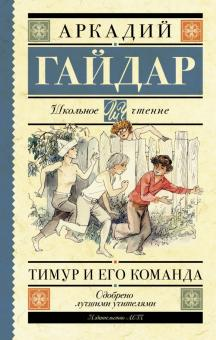 АРКАДИЙ
ГАЙДАР
Школьное чтение
ТИМУР И ЕГО КОМАНДА
Одобрено
лучшими учителями
Издательство АСТ